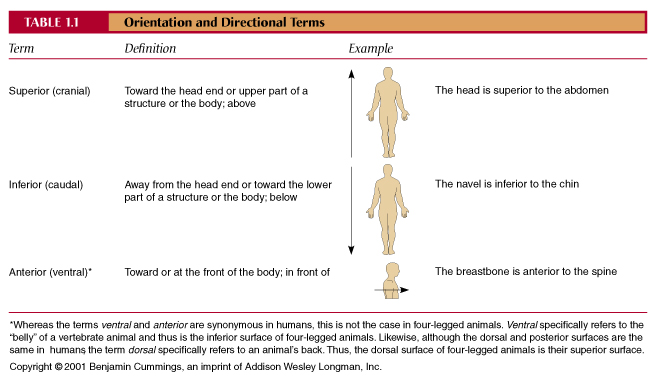 TABLE 1.1 Orientation and Directional Terms
Term Definition Example
Superior (cranial) Toward the head end or upper part of a The head is superior to the abdomen
structure or the body; above
Inferior (caudal) Away from the head end or toward the lower The navel is inferior to the chin
part of a structure or the body; below
Anterior (ventral)* Toward or at the front of the body; in front of The breastbone is anterior to the spine
*Whereas the terms ventral and anterior are synonymous in humans, this is not the case in four-legged animals. Ventral specifically refers to the
"belly" of a vertebrate animal and thus is the inferior surface of four-legged animals. Likewise, although the dorsal and posterior surfaces are the
same in humans the term dorsal specifically refers to an animal's back. Thus, the dorsal surface of four-legged animals is their superior surface.
Copyright © 2001 Benjamin Cummings, an imprint of Addison Wesley Longman, Inc.